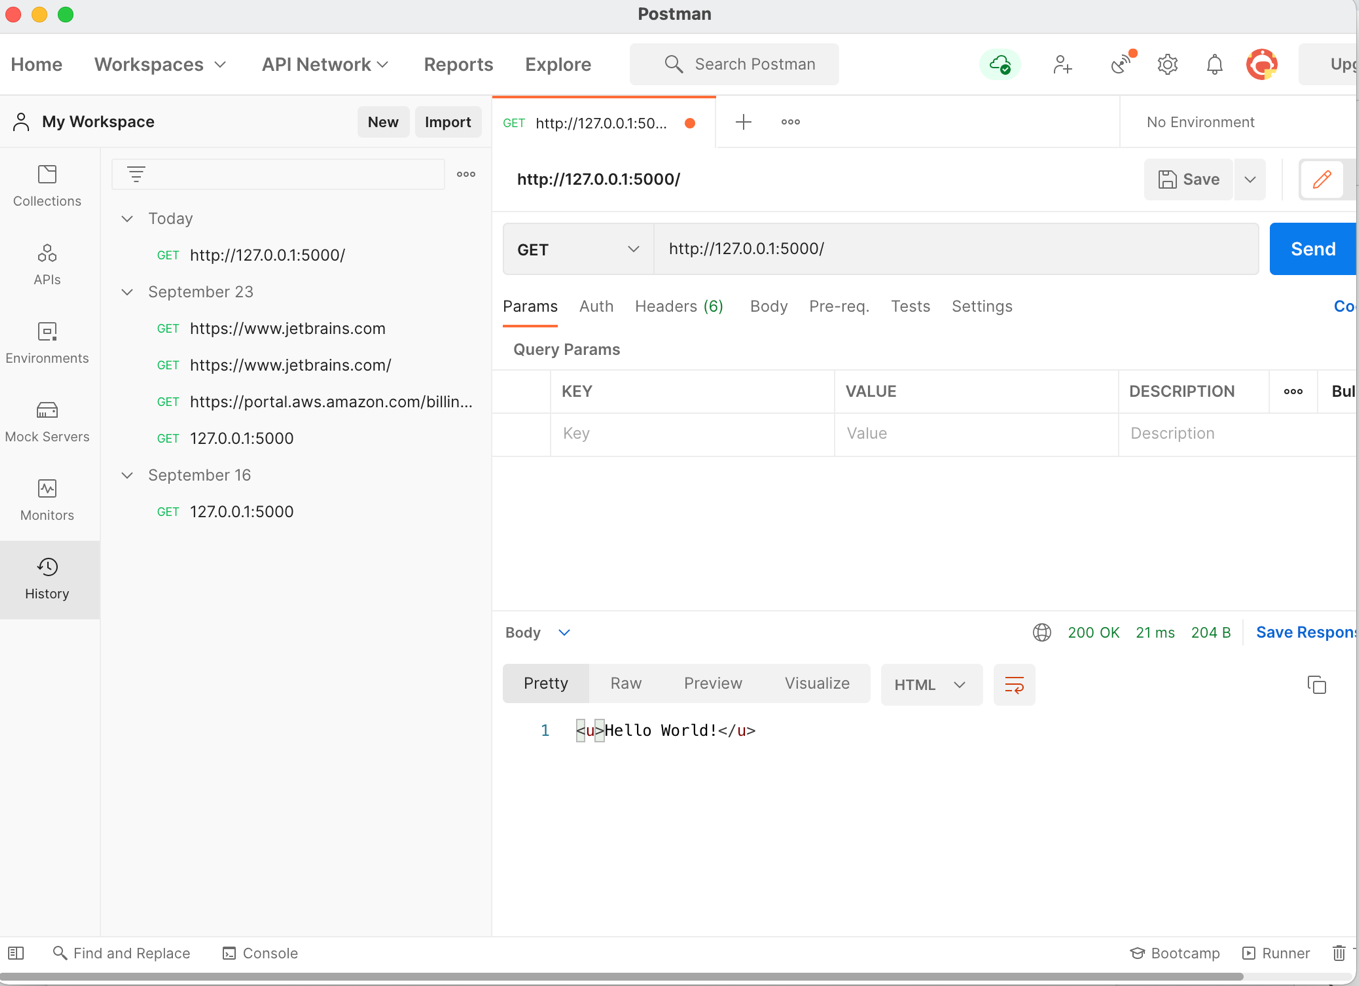 Postman
Home Workspaces API Network Reports Explore Search Postman Upg
My Workspace New Import GET http://127.0.0.1:50... No Environment
http://127.0.0.1:5000/ Save
Collections
Today
GET http://127.0.0.1:5000/
GET http://127.0.0.1:5000/ Send
APIs
September 23
Params Auth Headers (6) Body Pre-req. Tests Settings Co
GET https://www.jetbrains.com
Query Params
Environments
GET https://www.jetbrains.com/
KEY VALUE DESCRIPTION Bul
GET https://portal.aws.amazon.com/billin...
Mock Servers
GET 127.0.0.1:5000
Key Value Description
September 16
Monitors
GET 127.0.0.1:5000
History
Body 200 OK 21 ms 204 B Save Respons
Pretty Raw Preview Visualize HTML
1 <u>Hello World!</u>
Find and Replace Console Bootcamp Runner